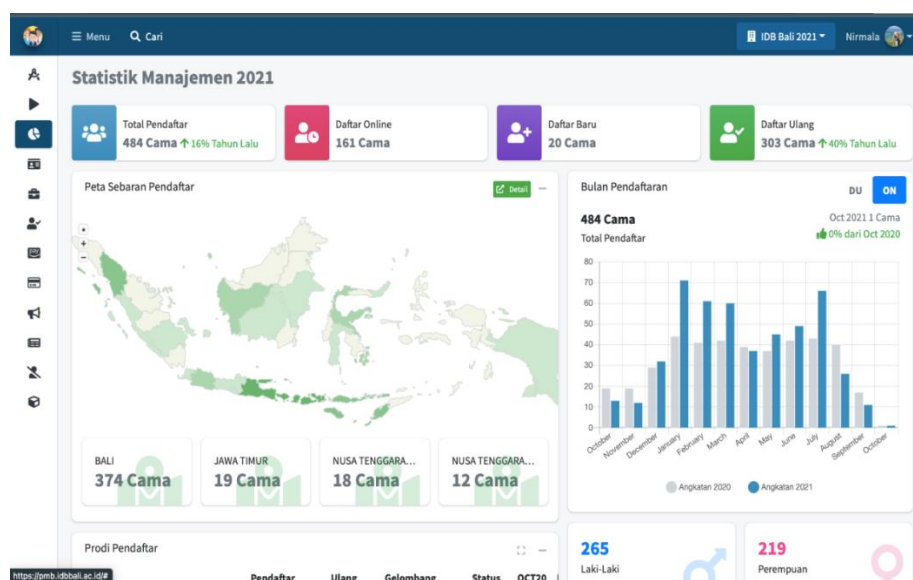 Menu
Cari
IDB Bali 2021
Nirmala
Statistik Manajemen 2021
Total Pendaftar
484 Cama 16% Tahun Lalu
Daftar Online
161 Cama
Daftar Baru
20 Cama
Daftar Ulang
303 Cama 40% Tahun Lalu
Peta Sebaran Pendaftar
Detail
+
−
BALI
374 Cama
JAWA TIMUR
19 Cama
NUSA TENGGARA...
18 Cama
NUSA TENGGARA...
12 Cama
Bulan Pendaftaran
DU ON
484 Cama
Total Pendaftar
Oct 2021 1 Cama
0% dari Oct 2020
80
70
60
50
40
30
20
10
0
October November December January February March April May June July August September October
Angkatan 2020 Angkatan 2021
Prodi Pendaftar
Pendaftar Ulang Gelombang Status OCT20
265
Laki-Laki
219
Perempuan
https://pmb.idbbali.ac.id/#